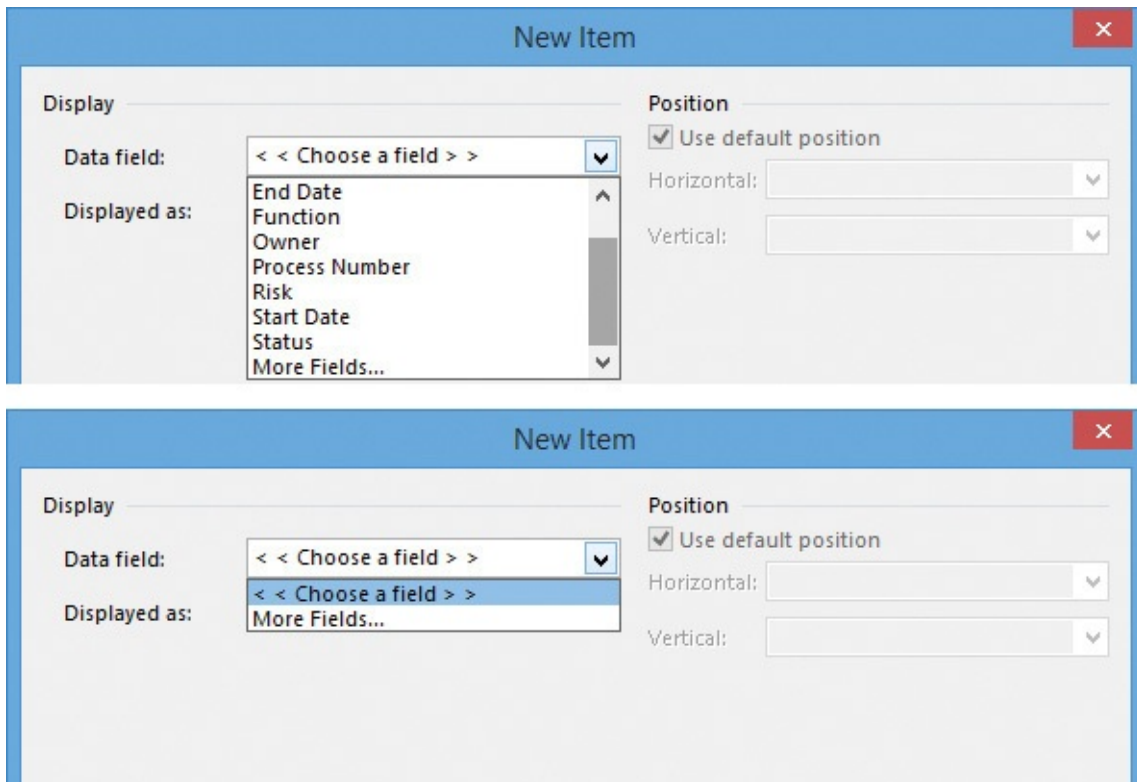 New Item
Display
Position
Data field:
< < Choose a field > >
Use default position
End Date
Horizontal:
Function
Displayed as:
Owner
Vertical:
Process Number
Risk
Start Date
Status
More Fields...
New Item
Display
Position
Data field:
< < Choose a field > >
Use default position
< < Choose a field > >
Horizontal:
Displayed as:
More Fields...
Vertical: